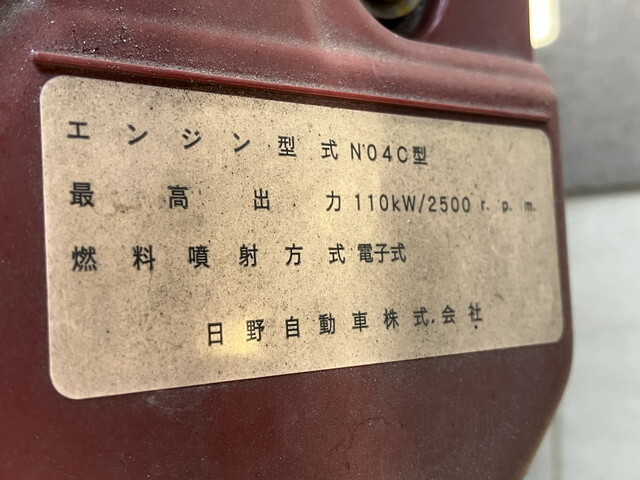 エンジン型式 N04C型
最高出力 110kW/2500 r.p.m.
燃料噴射方式 電子式
日野自動車株式会社